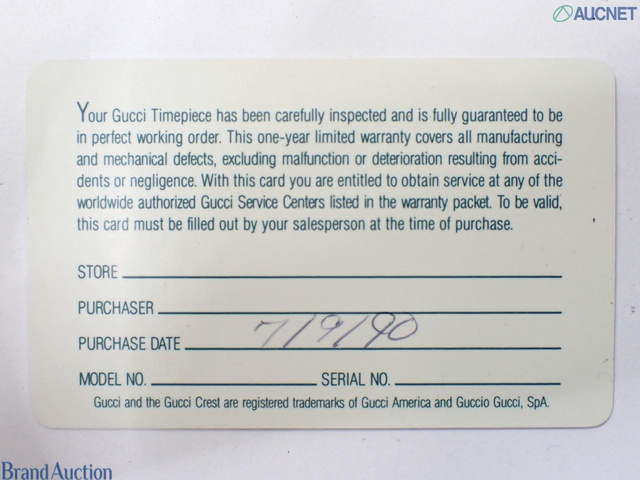 AUCNET
Your Gucci Timepiece has been carefully inspected and is fully guaranteed to be
in perfect working order. This one-year limited warranty covers all manufacturing
and mechanical defects, excluding malfunction or deterioration resulting from acci-
dents or negligence. With this card you are entitled to obtain service at any of the
worldwide authorized Gucci Service Centers listed in the warranty packet. To be valid,
this card must be filled out by your salesperson at the time of purchase.
STORE
PURCHASER
PURCHASE DATE 7/9/90
MODEL NO. SERIAL NO.
Gucci and the Gucci Crest are registered trademarks of Gucci America and Guccio Gucci, SpA.
Brand Auction